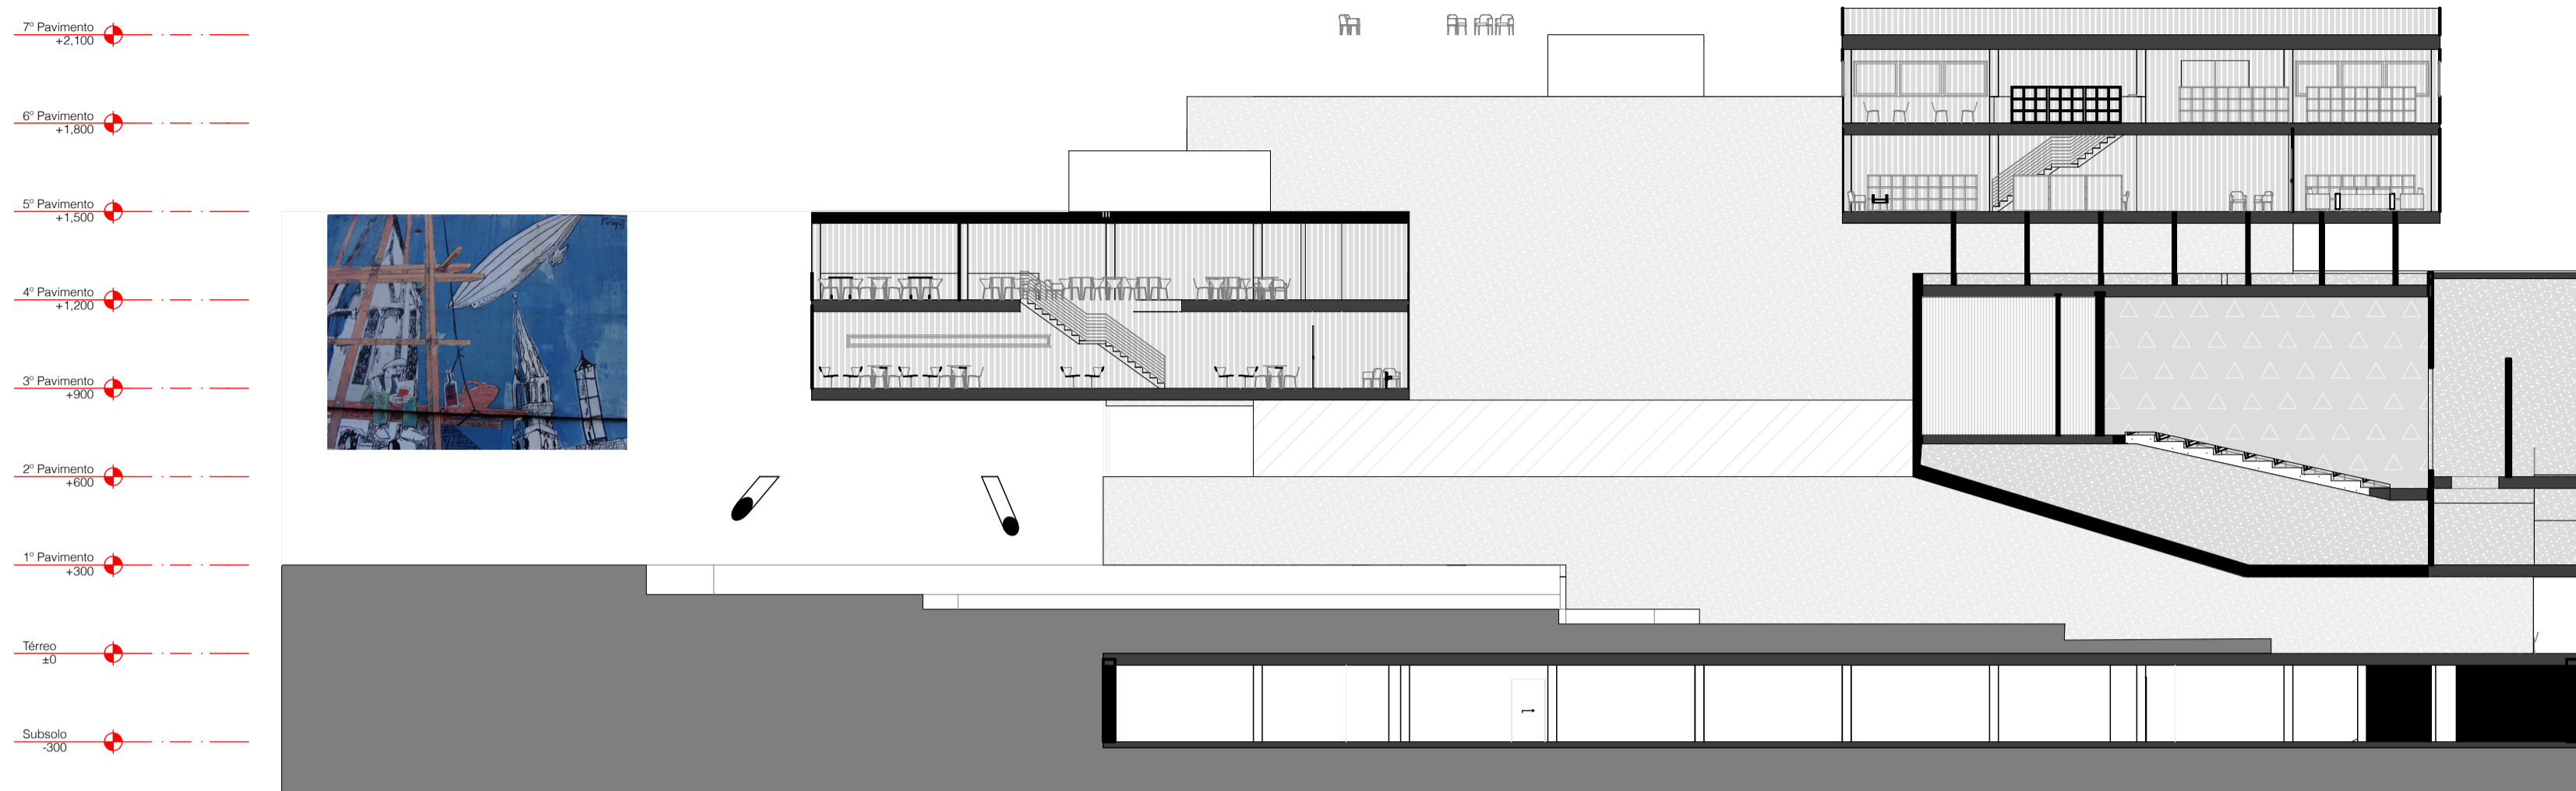 7º Pavimento
+2,100
6º Pavimento
+1,800
5º Pavimento
+1,500
4º Pavimento
+1,200
3º Pavimento
+900
2º Pavimento
+600
1º Pavimento
+300
Térreo
±0
Subsolo
-300